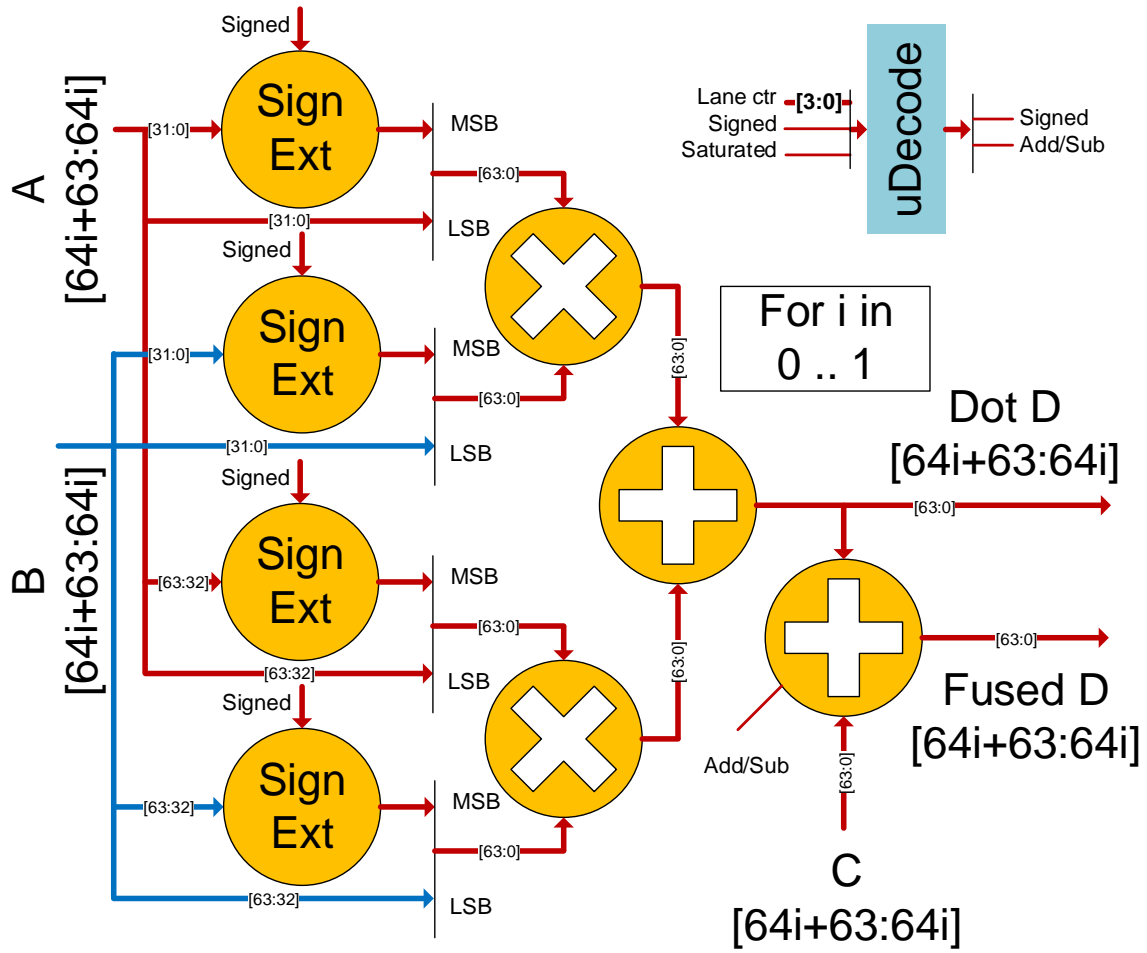 Signed
Sign
Ext
[31:0]
MSB
[63:0]
[31:0]
LSB
A
[64i+63:64i]
Signed
Sign
Ext
[31:0]
MSB
[63:0]
[31:0]
LSB
B
[64i+63:64i]
Signed
Sign
Ext
[63:32]
MSB
[63:0]
[63:32]
LSB
Signed
Sign
Ext
[63:32]
MSB
[63:0]
[63:32]
LSB
[63:0]
[63:0]
Lane ctr
[3:0]
Signed
Saturated
uDecode
Signed
Add/Sub
For i in
0 .. 1
Dot D
[64i+63:64i]
[63:0]
[63:0]
Fused D
[64i+63:64i]
Add/Sub
[63:0]
C
[64i+63:64i]